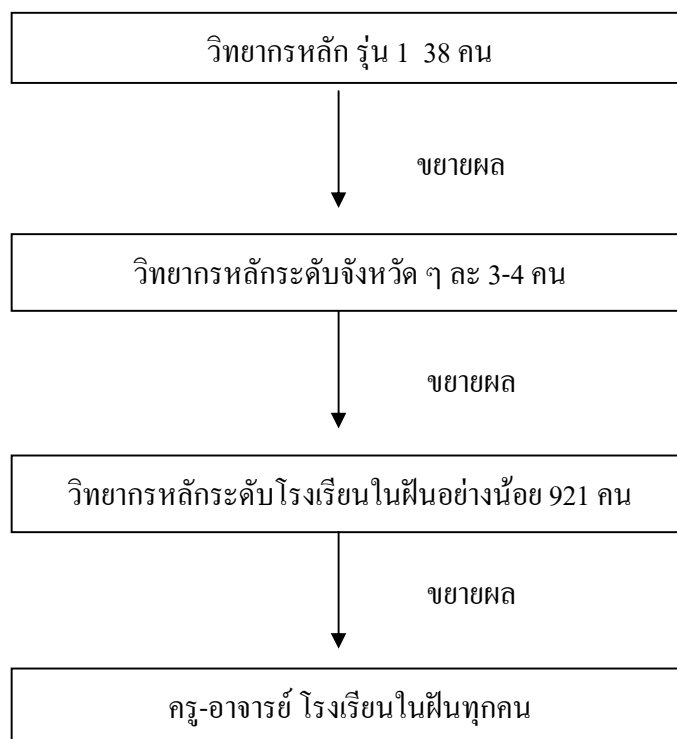 วิทยากรหลัก รุ่น 1  38 คน
ขยายผล
วิทยากรหลักระดับจังหวัด ๆ ละ 3-4 คน
ขยายผล
วิทยากรหลักระดับโรงเรียนในฝันอย่างน้อย 921 คน
ขยายผล
ครู-อาจารย์ โรงเรียนในฝันทุกคน